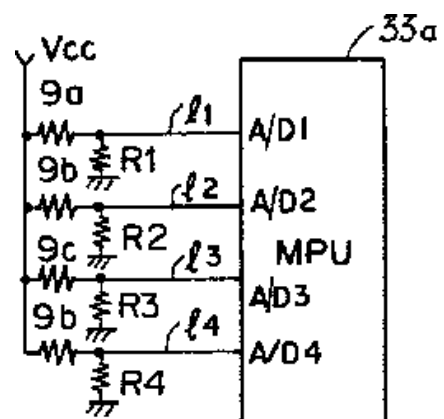 33a
Vcc
9a
ℓ1
A/D1
R1
9b
ℓ2
A/D2
R2
MPU
9c
ℓ3
A/D3
R3
9b
ℓ4
A/D4
R4